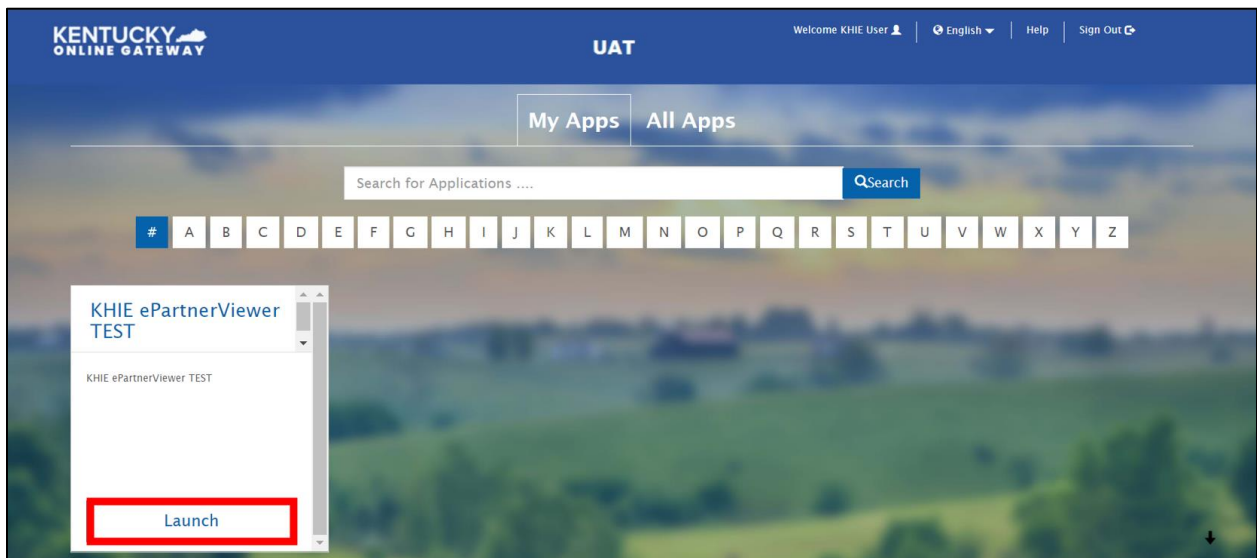 KENTUCKY
ONLINE GATEWAY
UAT
Welcome KHIE User
English
Help
Sign Out
My Apps
All Apps
Search for Applications ....
Search
# A B C D E F G H I J K L M N O P Q R S T U V W X Y Z
KHIE ePartnerViewer
TEST
KHIE ePartnerViewer TEST
Launch